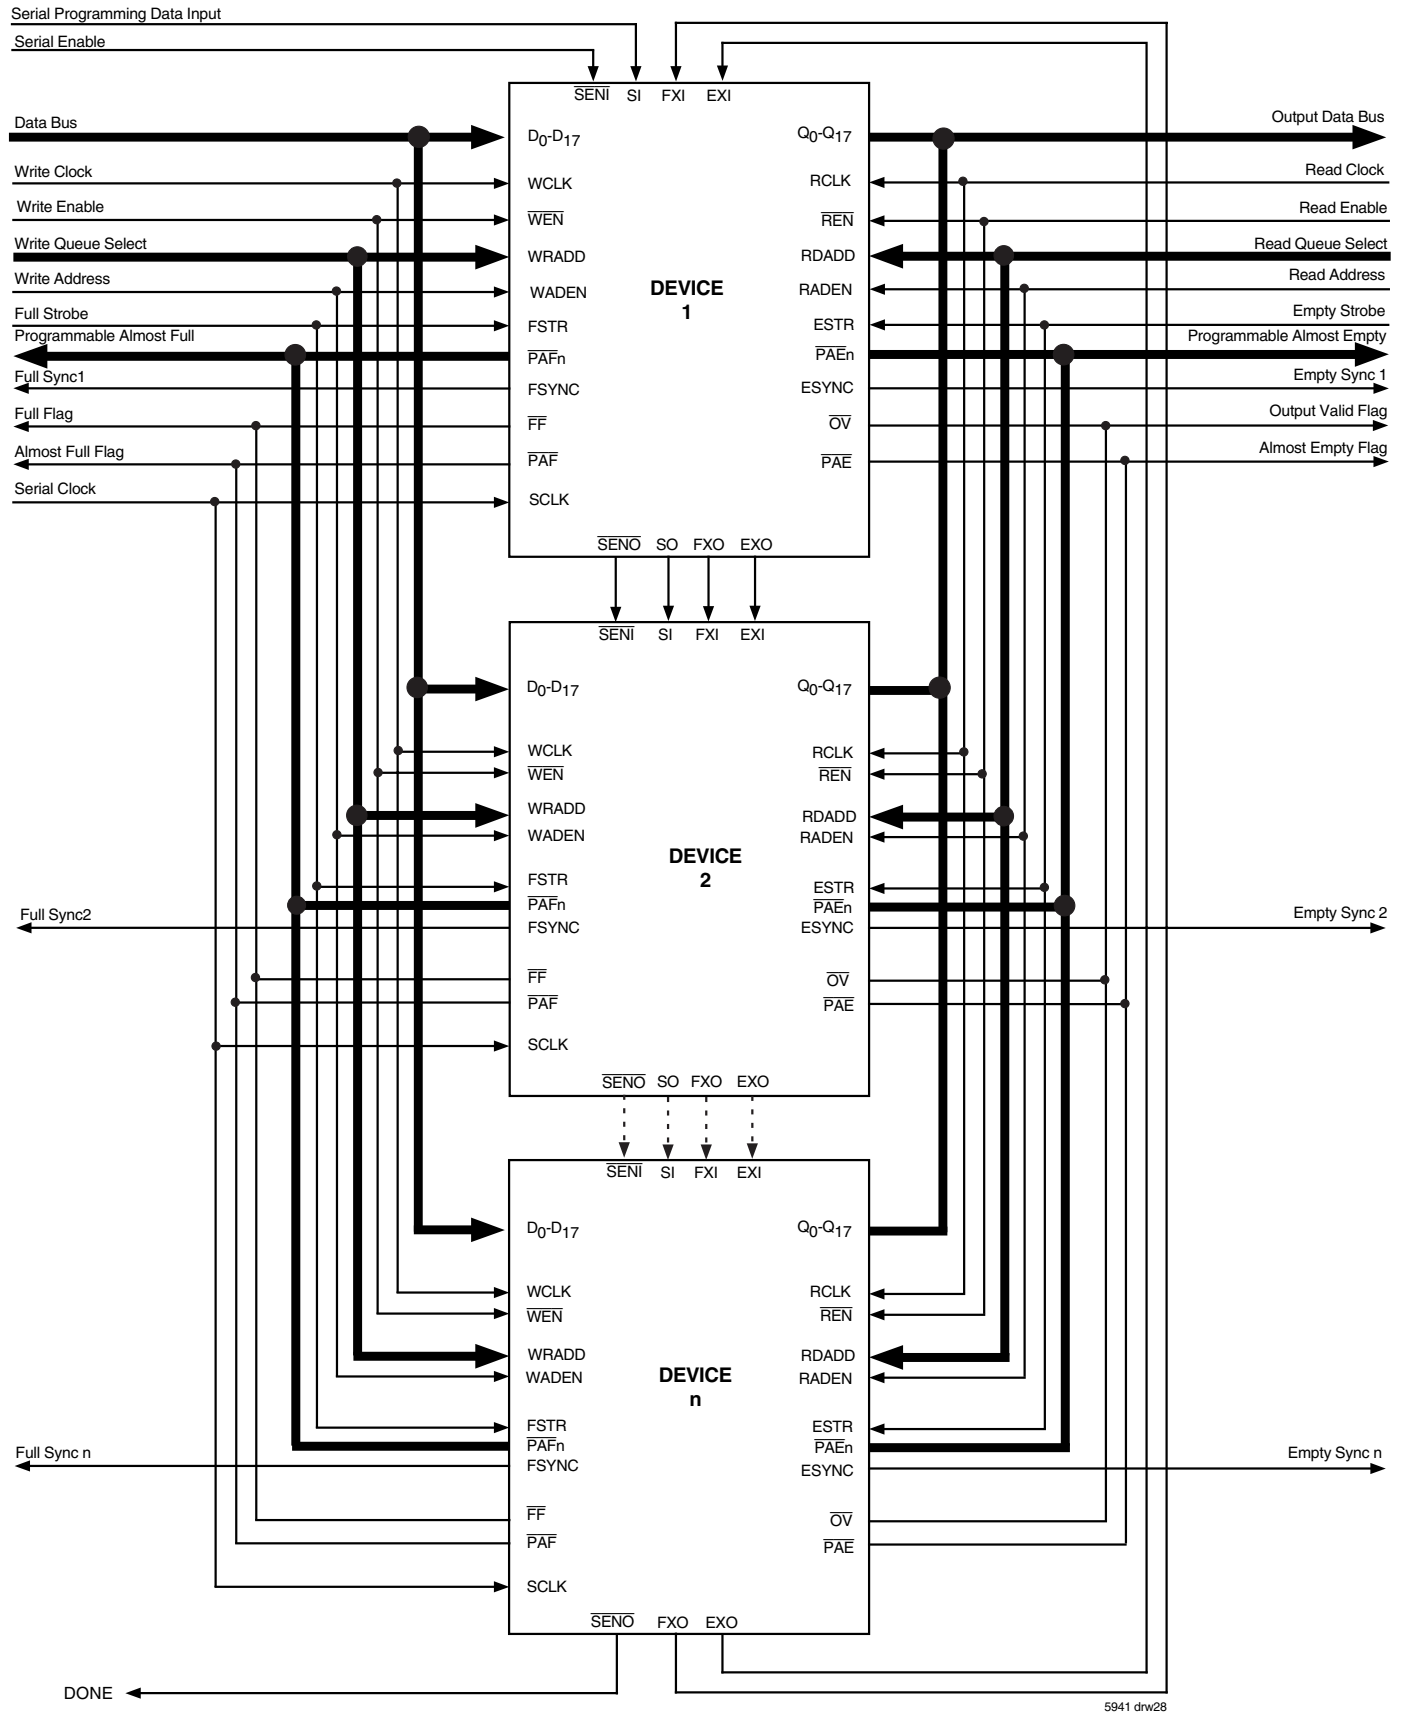 Serial Programming Data Input
Serial Enable
SENI SI FXI EXI
Data Bus D0-D17 Q0-Q17 Output Data Bus
Write Clock WCLK RCLK Read Clock
Write Enable WEN REN Read Enable
Write Queue Select WRADD RDADD Read Queue Select
Write Address WADEN RADEN Read Address
DEVICE
1
Full Strobe FSTR ESTR Empty Strobe
Programmable Almost Full PAFn PAEn Programmable Almost Empty
Full Sync1 FSYNC ESYNC Empty Sync 1
Full Flag FF OV Output Valid Flag
Almost Full Flag PAF PAE Almost Empty Flag
Serial Clock SCLK
SENO SO FXO EXO
SENI SI FXI EXI
D0-D17 Q0-Q17
WCLK RCLK
WEN REN
WRADD RDADD
WADEN RADEN
DEVICE
2
FSTR ESTR
PAFn PAEn
Full Sync2 FSYNC ESYNC Empty Sync 2
FF OV
PAF PAE
SCLK
SENO SO FXO EXO
SENI SI FXI EXI
D0-D17 Q0-Q17
WCLK RCLK
WEN REN
WRADD RDADD
WADEN RADEN
DEVICE
n
FSTR ESTR
PAFn PAEn
Full Sync n FSYNC ESYNC Empty Sync n
FF OV
PAF PAE
SCLK
SENO FXO EXO
DONE
5941 drw28